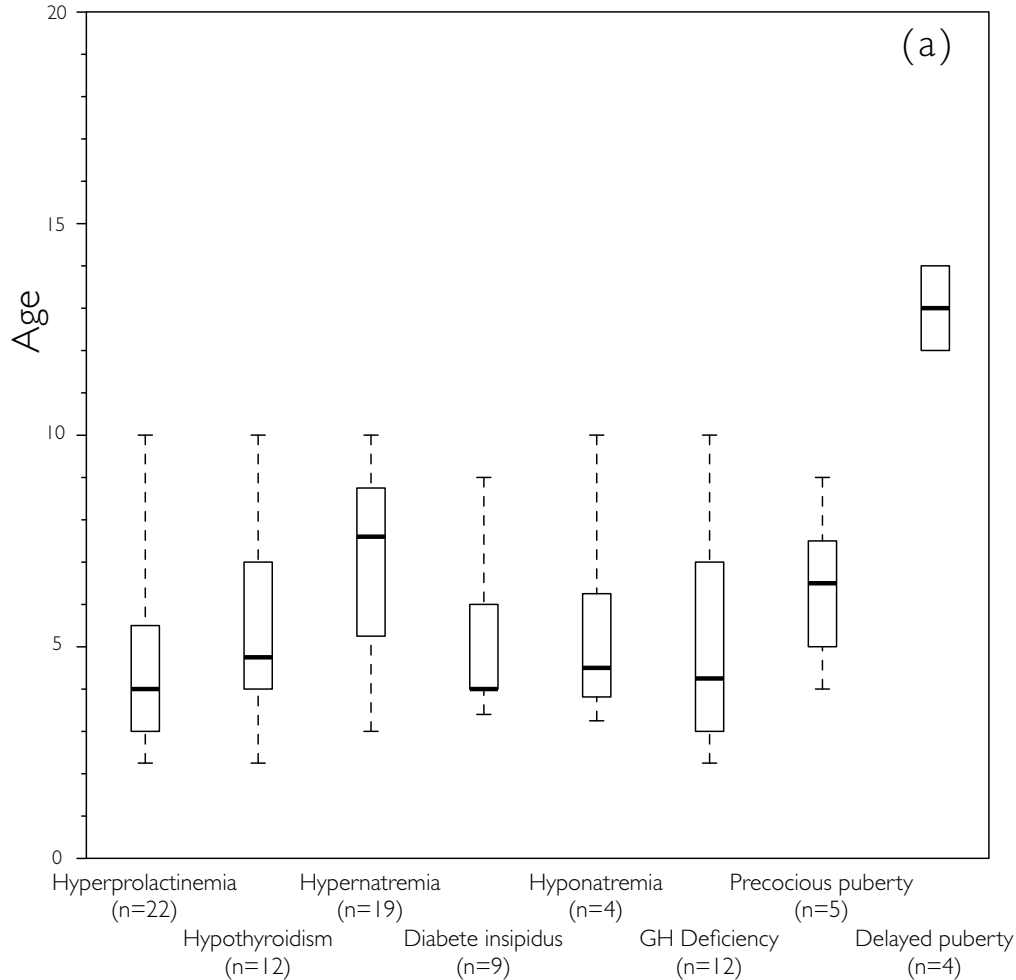 20
(a)
15
Age
10
5
0
Hyperprolactinemia
(n=22)
Hypothyroidism
(n=12)
Hypernatremia
(n=19)
Diabete insipidus
(n=9)
Hyponatremia
(n=4)
GH Deficiency
(n=12)
Precocious puberty
(n=5)
Delayed puberty
(n=4)